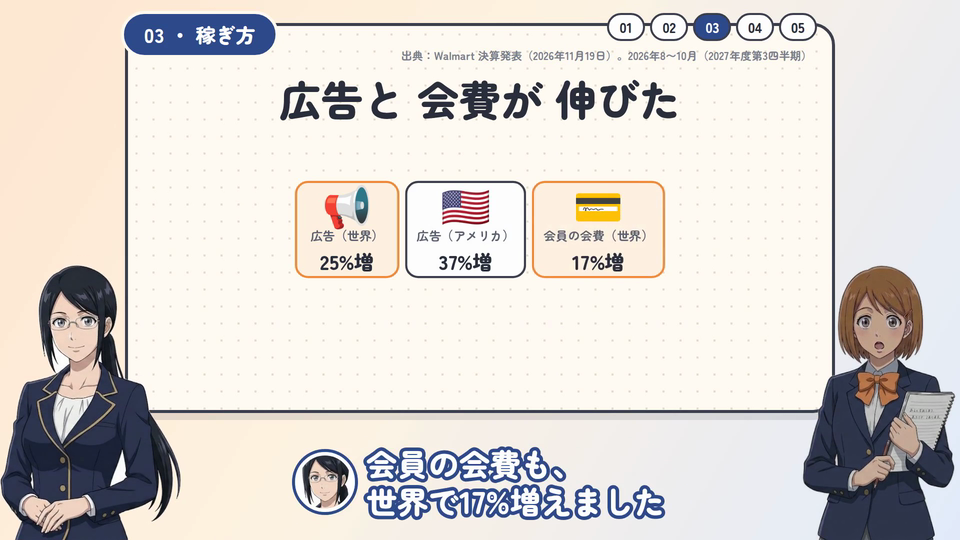 03 ・ 稼ぎ方
01 02 03 04 05
出典：Walmart 決算発表（2026年11月19日）。2026年8〜10月（2027年度第3四半期）
広告と 会費が 伸びた
広告（世界）
25%増
広告（アメリカ）
37%増
会員の会費（世界）
17%増
会員の会費も、
世界で17%増えました